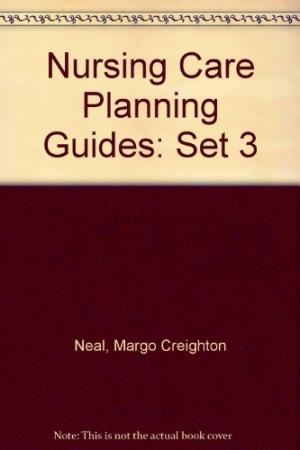 Nursing Care
Planning
Guides: Set 3
Neal, Margo Creighton
Note: This is not the actual book cover